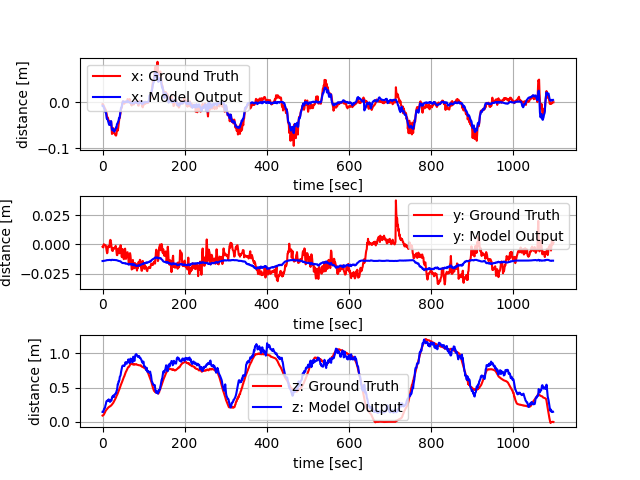 distance [m]
0.0
−0.1
x: Ground Truth
x: Model Output
0 200 400 600 800 1000
time [sec]
distance [m]
0.025
0.000
−0.025
y: Ground Truth
y: Model Output
0 200 400 600 800 1000
time [sec]
distance [m]
1.0
0.5
0.0
z: Ground Truth
z: Model Output
0 200 400 600 800 1000
time [sec]